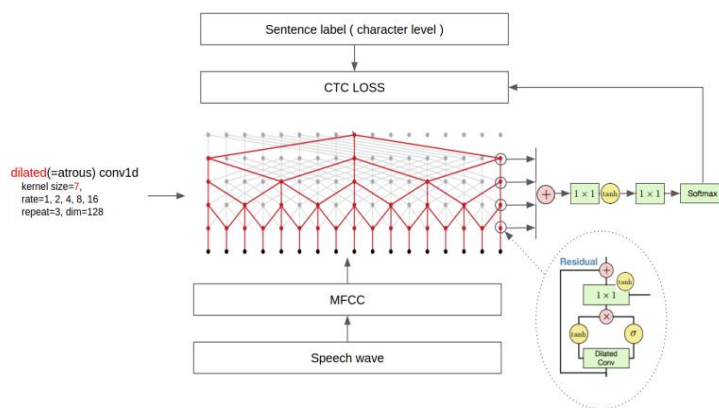 Sentence label ( character level )
CTC LOSS
dilated(=atrous) conv1d
kernel size=7,
rate=1, 2, 4, 8, 16
repeat=3, dim=128
+
1 × 1
tanh
1 × 1
Softmax
Residual
+
tanh
1 × 1
×
tanh
σ
Dilated
Conv
MFCC
Speech wave